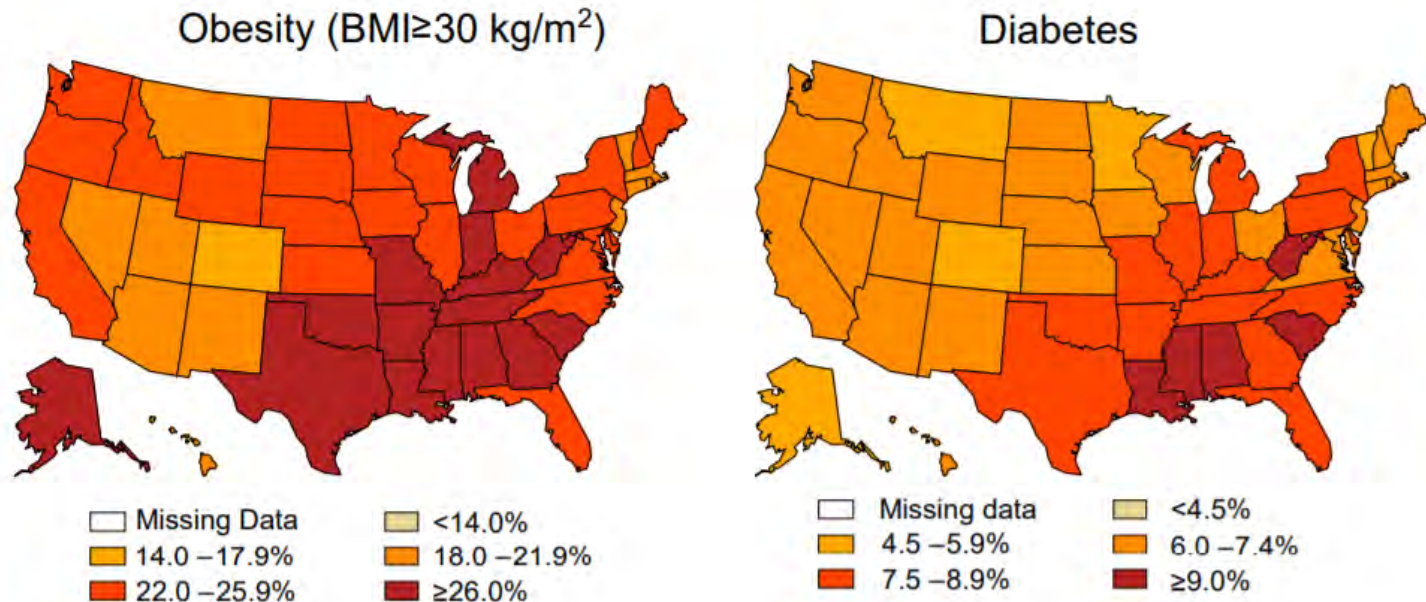 Obesity (BMI≥30 kg/m²)
Diabetes
Missing Data
<14.0%
14.0 –17.9%
18.0 –21.9%
22.0 –25.9%
≥26.0%
Missing data
<4.5%
4.5 –5.9%
6.0 –7.4%
7.5 –8.9%
≥9.0%